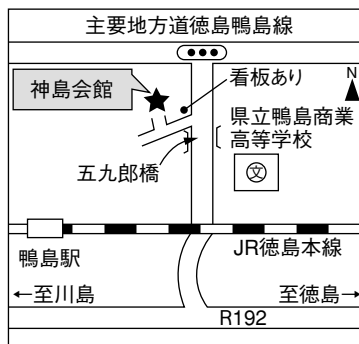 主要地方道徳島鴨島線
N
看板あり
神島会館
県立鴨島商業
高等学校
文
五九郎橋
鴨島駅
JR徳島本線
←至川島
至徳島→
R192